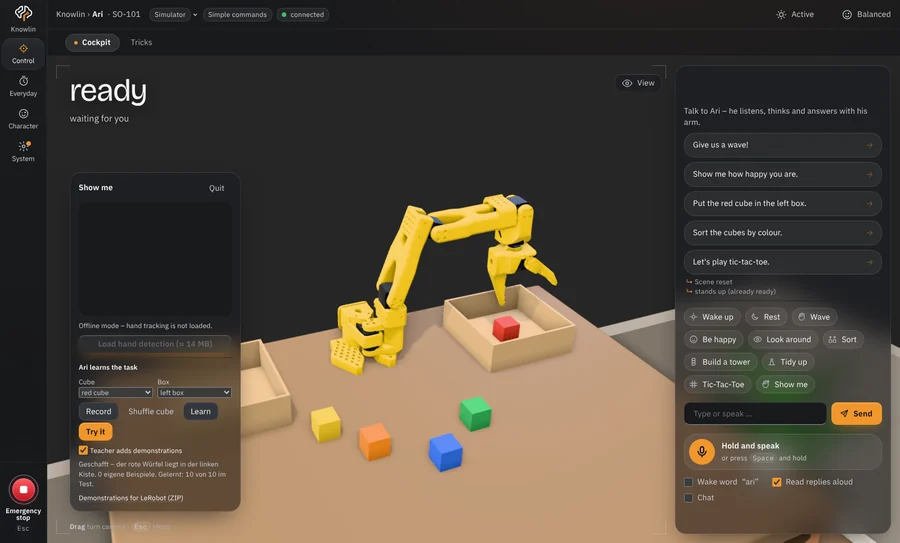 Knowlin › Ari · SO-101
Simulator
Simple commands
connected
Active
Balanced
Knowlin
Control
Everyday
Character
System
Emergency
stop
Esc
Cockpit
Tricks
ready
waiting for you
View
Show me
Quit
Offline mode – hand tracking is not loaded.
Load hand detection (≈ 14 MB)
Ari learns the task
Cube
Box
red cube
left box
Record
Shuffle cube
Learn
Try it
Teacher adds demonstrations
Geschafft – der rote Würfel liegt in der linken
Kiste. 0 eigene Beispiele. Gelernt: 10 von 10 im
Test.
Demonstrations for LeRobot (ZIP)
Drag turn
Esc
Talk to Ari – he listens, thinks and answers with his
arm.
Give us a wave!
Show me how happy you are.
Put the red cube in the left box.
Sort the cubes by colour.
Let's play tic-tac-toe.
↳ Scene reset
↳ stands up (already ready)
Wake up
Rest
Wave
Be happy
Look around
Sort
Build a tower
Tidy up
Tic-Tac-Toe
Show me
Type or speak ...
Send
Hold and speak
or press Space and hold
Wake word "ari"
Read replies aloud
Chat